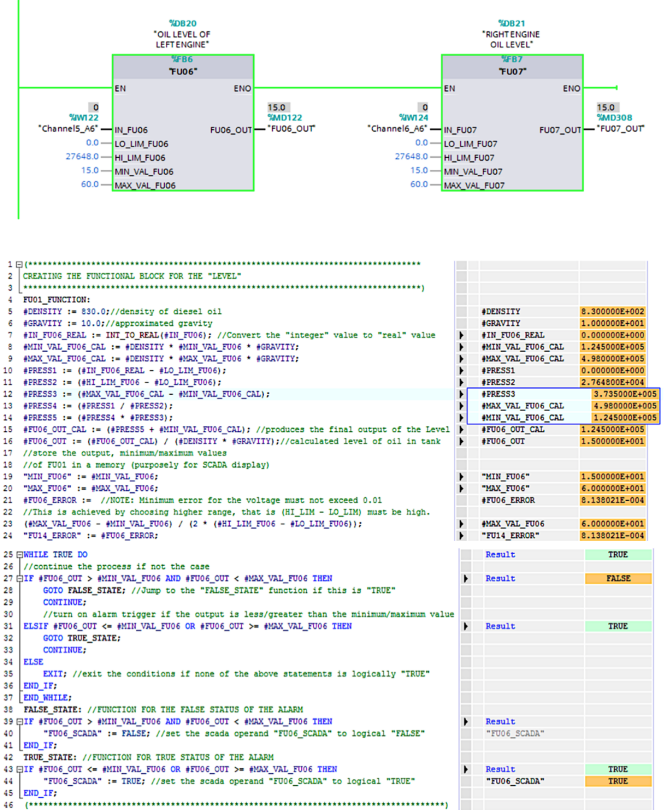 %DB20
"OIL LEVEL OF
LEFT ENGINE"
%FB6
"FU06"
EN ENO
0
%IW122
"Channel5_A6" IN_FU06
0.0 LO_LIM_FU06
27648.0 HI_LIM_FU06
15.0 MIN_VAL_FU06
60.0 MAX_VAL_FU06
15.0
%MD122
FU06_OUT "FU06_OUT"
%DB21
"RIGHT ENGINE
OIL LEVEL"
%FB7
"FU07"
EN ENO
0
%IW124
"Channel6_A6" IN_FU07
0.0 LO_LIM_FU07
27648.0 HI_LIM_FU07
15.0 MIN_VAL_FU07
60.0 MAX_VAL_FU07
15.0
%MD308
FU07_OUT "FU07_OUT"
1 (*********************************************************************************
2 CREATING THE FUNCTIONAL BLOCK FOR THE "LEVEL"
3 *********************************************************************************)
4 FU01_FUNCTION:
5 #DENSITY := 830.0;//density of diesel oil #DENSITY 8.300000E+002
6 #GRAVITY := 10.0;//approximated gravity #GRAVITY 1.000000E+001
7 #IN_FU06_REAL := INT_TO_REAL(#IN_FU06); //Convert the "integer" value to "real" value #IN_FU06_REAL 0.000000E+000
8 #MIN_VAL_FU06_CAL := #DENSITY * #MIN_VAL_FU06 * #GRAVITY; #MIN_VAL_FU06_CAL 1.245000E+005
9 #MAX_VAL_FU06_CAL := #DENSITY * #MAX_VAL_FU06 * #GRAVITY; #MAX_VAL_FU06_CAL 4.980000E+005
10 #PRESS1 := (#IN_FU06_REAL - #LO_LIM_FU06); #PRESS1 0.000000E+000
11 #PRESS2 := (#HI_LIM_FU06 - #LO_LIM_FU06); #PRESS2 2.764800E+004
12 #PRESS3 := (#MAX_VAL_FU06_CAL - #MIN_VAL_FU06_CAL); #PRESS3 3.735000E+005
13 #PRESS4 := (#PRESS1 / #PRESS2); #MAX_VAL_FU06_CAL 4.980000E+005
14 #PRESS5 := (#PRESS4 * #PRESS3); #MIN_VAL_FU06_CAL 1.245000E+005
15 #FU06_OUT_CAL := (#PRESS5 + #MIN_VAL_FU06_CAL); //produces the final output of the Level #FU06_OUT_CAL 1.245000E+005
16 #FU06_OUT := (#FU06_OUT_CAL) / (#DENSITY * #GRAVITY);//calculated level of oil in tank #FU06_OUT 1.500000E+001
17 //store the output, minimum/maximum values
18 //of FU01 in a memory (purposely for SCADA display)
19 "MIN_FU06" := #MIN_VAL_FU06; "MIN_FU06" 1.500000E+001
20 "MAX_FU06" := #MAX_VAL_FU06; "MAX_FU06" 6.000000E+001
21 #FU06_ERROR := //NOTE: Minimum error for the voltage must not exceed 0.01 #FU06_ERROR 8.138021E-004
22 //This is achieved by choosing higher range, that is (HI_LIM - LO_LIM) must be high.
23 (#MAX_VAL_FU06 - #MIN_VAL_FU06) / (2 * (#HI_LIM_FU06 - #LO_LIM_FU06)); #MAX_VAL_FU06 6.000000E+001
24 "FU14_ERROR" := #FU06_ERROR; "FU14_ERROR" 8.138021E-004
25 WHILE TRUE DO Result TRUE
26 //continue the process if not the case
27 IF #FU06_OUT > #MIN_VAL_FU06 AND #FU06_OUT < #MAX_VAL_FU06 THEN Result FALSE
28 GOTO FALSE_STATE; //Jump to the "FALSE_STATE" function if this is "TRUE"
29 CONTINUE;
30 //turn on alarm trigger if the output is less/greater than the minimum/maximum value
31 ELSIF #FU06_OUT <= #MIN_VAL_FU06 OR #FU06_OUT >= #MAX_VAL_FU06 THEN Result TRUE
32 GOTO TRUE_STATE;
33 CONTINUE;
34 ELSE
35 EXIT; //exit the conditions if none of the above statements is logically "TRUE"
36 END_IF;
37 END_WHILE;
38 FALSE_STATE: //FUNCTION FOR THE FALSE STATUS OF THE ALARM
39 IF #FU06_OUT > #MIN_VAL_FU06 AND #FU06_OUT < #MAX_VAL_FU06 THEN Result
40 "FU06_SCADA" := FALSE; //set the scada operand "FU06_SCADA" to logical "FALSE" "FU06_SCADA"
41 END_IF;
42 TRUE_STATE: //FUNCTION FOR TRUE STATUS OF THE ALARM
43 IF #FU06_OUT <= #MIN_VAL_FU06 OR #FU06_OUT >= #MAX_VAL_FU06 THEN Result TRUE
44 "FU06_SCADA" := TRUE; //set the scada operand "FU06_SCADA" to logical "TRUE" "FU06_SCADA" TRUE
45 END_IF;
46 (*********************************************************************************)